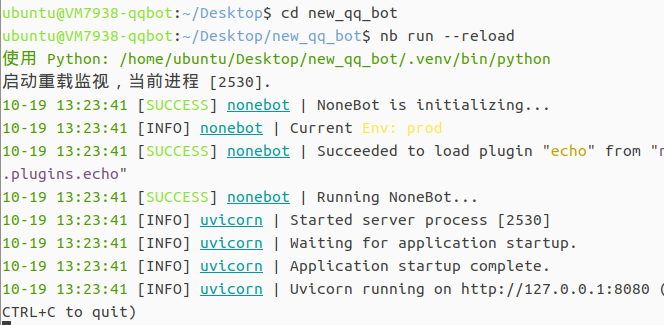 ubuntu@VM7938-qqbot:~/Desktop$ cd new_qq_bot
ubuntu@VM7938-qqbot:~/Desktop/new_qq_bot$ nb run --reload
使用 Python: /home/ubuntu/Desktop/new_qq_bot/.venv/bin/python
启动重载监视，当前进程 [2530].
10-19 13:23:41 [SUCCESS] nonebot | NoneBot is initializing...
10-19 13:23:41 [INFO] nonebot | Current Env: prod
10-19 13:23:41 [SUCCESS] nonebot | Succeeded to load plugin "echo" from "
.plugins.echo"
10-19 13:23:41 [SUCCESS] nonebot | Running NoneBot...
10-19 13:23:41 [INFO] uvicorn | Started server process [2530]
10-19 13:23:41 [INFO] uvicorn | Waiting for application startup.
10-19 13:23:41 [INFO] uvicorn | Application startup complete.
10-19 13:23:41 [INFO] uvicorn | Uvicorn running on http://127.0.0.1:8080 (
CTRL+C to quit)